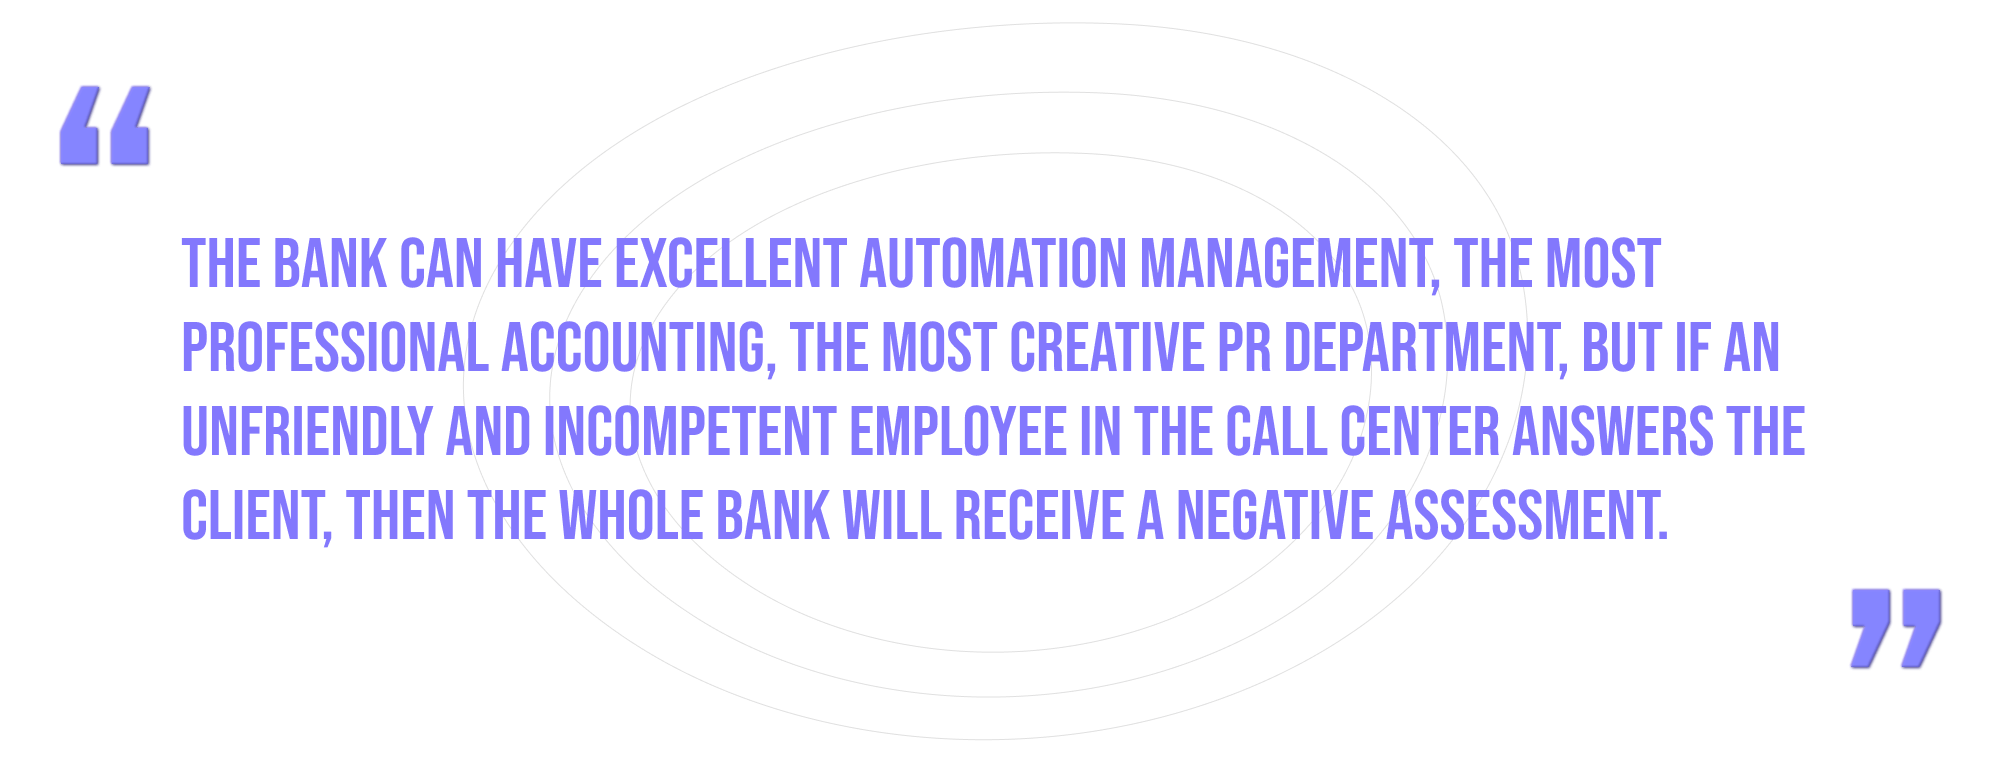 “
THE BANK CAN HAVE EXCELLENT AUTOMATION MANAGEMENT, THE MOST
PROFESSIONAL ACCOUNTING, THE MOST CREATIVE PR DEPARTMENT, BUT IF AN
UNFRIENDLY AND INCOMPETENT EMPLOYEE IN THE CALL CENTER ANSWERS THE
CLIENT, THEN THE WHOLE BANK WILL RECEIVE A NEGATIVE ASSESSMENT.
”